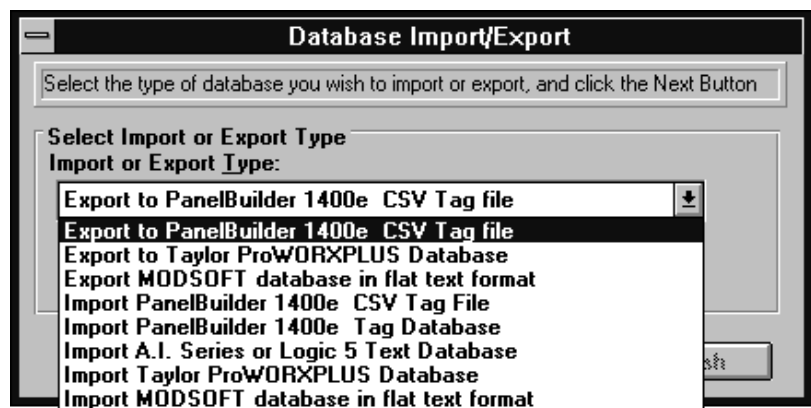 Database Import/Export
Select the type of database you wish to import or export, and click the Next Button
Select Import or Export Type
Import or Export Type:
Export to PanelBuilder 1400e CSV Tag file
Export to PanelBuilder 1400e CSV Tag file
Export to Taylor ProWORXPLUS Database
Export MODSOFT database in flat text format
Import PanelBuilder 1400e CSV Tag File
Import PanelBuilder 1400e Tag Database
Import A.I. Series or Logic 5 Text Database
Import Taylor ProWORXPLUS Database
Import MODSOFT database in flat text format